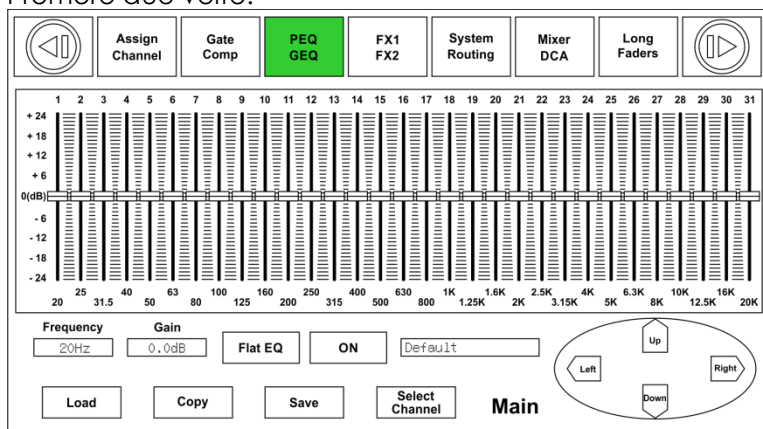 Assign
Channel
Gate
Comp
PEQ
GEQ
FX1
FX2
System
Routing
Mixer
DCA
Long
Faders
1 2 3 4 5 6 7 8 9 10 11 12 13 14 15 16 17 18 19 20 21 22 23 24 25 26 27 28 29 30 31
+ 24
+ 18
+ 12
+ 6
0(dB)
- 6
- 12
- 18
- 24
25 40 63 100 160 250 400 630 1K 1.6K 2.5K 4K 6.3K 10K 16K
20 31.5 50 80 125 200 315 500 800 1.25K 2K 3.15K 5K 8K 12.5K 20K
Frequency
Gain
20Hz
0.0dB
Flat EQ
ON
Default
Up
Left
Right
Down
Load
Copy
Save
Select
Channel
Main